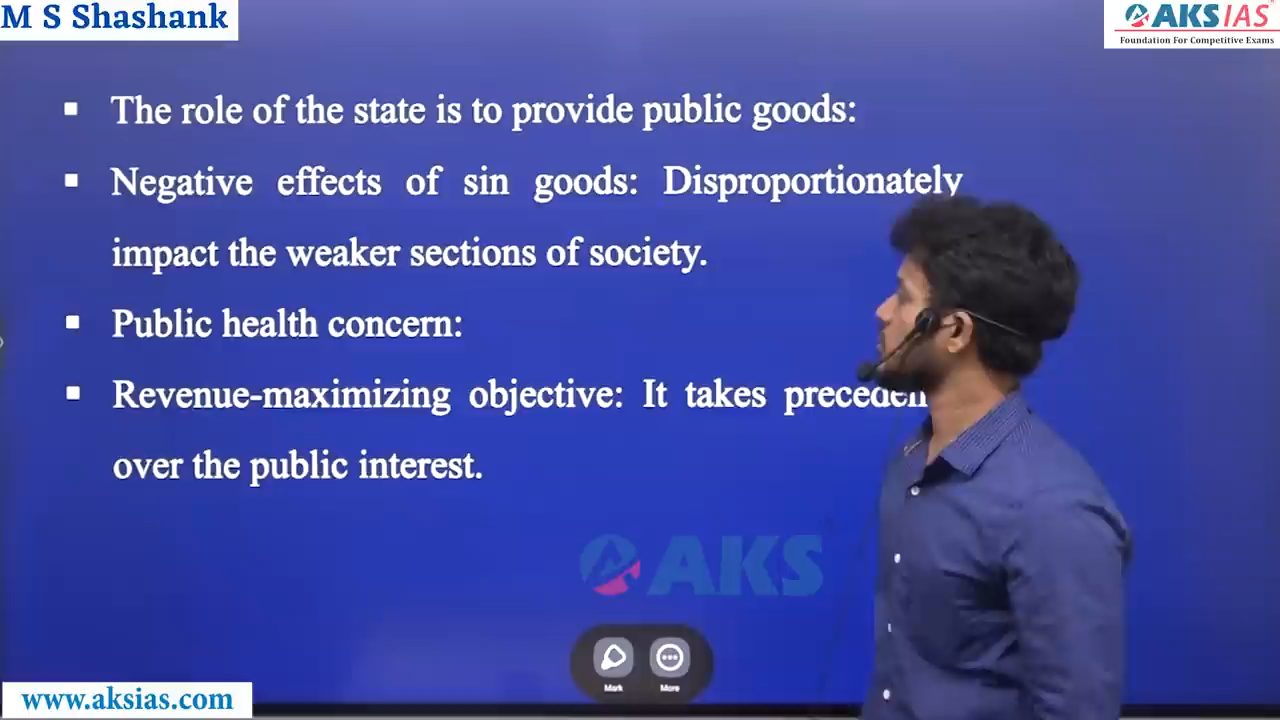 M S Shashank
AKS IAS
Foundation For Competitive Exams
The role of the state is to provide public goods:
Negative effects of sin goods: Disproportionately
impact the weaker sections of society.
Public health concern:
Revenue-maximizing objective: It takes
over the public interest.
AKS
Mark
More
www.aksias.com